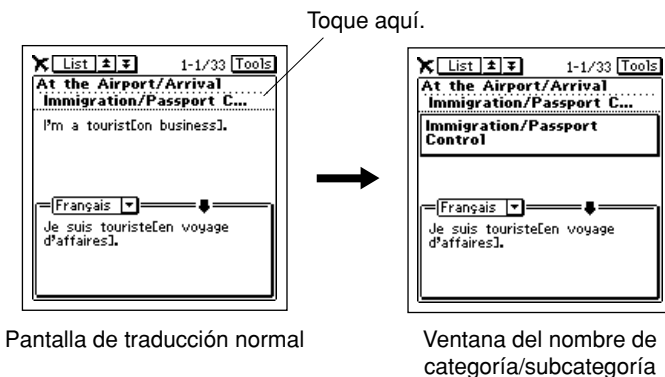 Toque aquí.
List 1-1/33 Tools
At the Airport/Arrival
Immigration/Passport C...
I'm a tourist[on business].
Français
Je suis touriste[en voyage
d'affaires].
Pantalla de traducción normal
List 1-1/33 Tools
At the Airport/Arrival
Immigration/Passport C...
Immigration/Passport
Control
Français
Je suis touriste[en voyage
d'affaires].
Ventana del nombre de
categoría/subcategoría